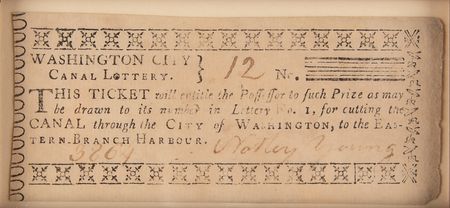 WASHINGTON CITY
CANAL LOTTERY. } 12 No.
THIS TICKET will entitle the Possessor to such Prize as may
be drawn to its number in Lottery No. 1, for cutting the
CANAL through the CITY of WASHINGTON, to the EAS-
TERN-BRANCH HARBOUR.
5864 Notley Young